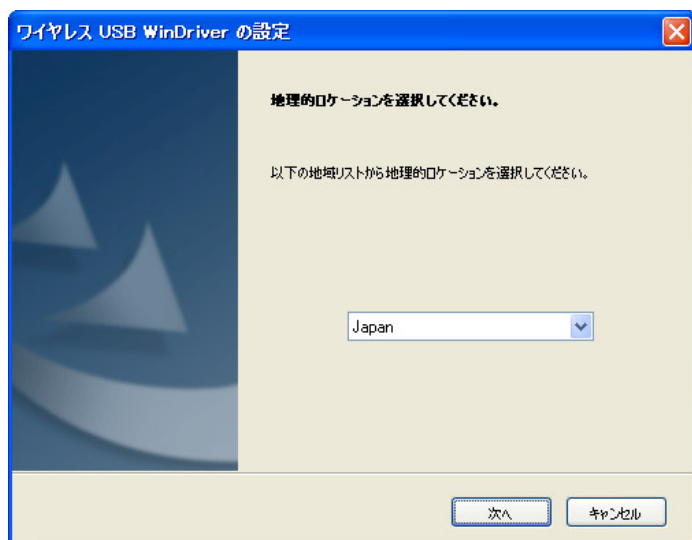 ワイヤレス USB WinDriver の設定
地理的ロケーションを選択してください。
以下の地域リストから地理的ロケーションを選択してください。
Japan
次へ
キャンセル